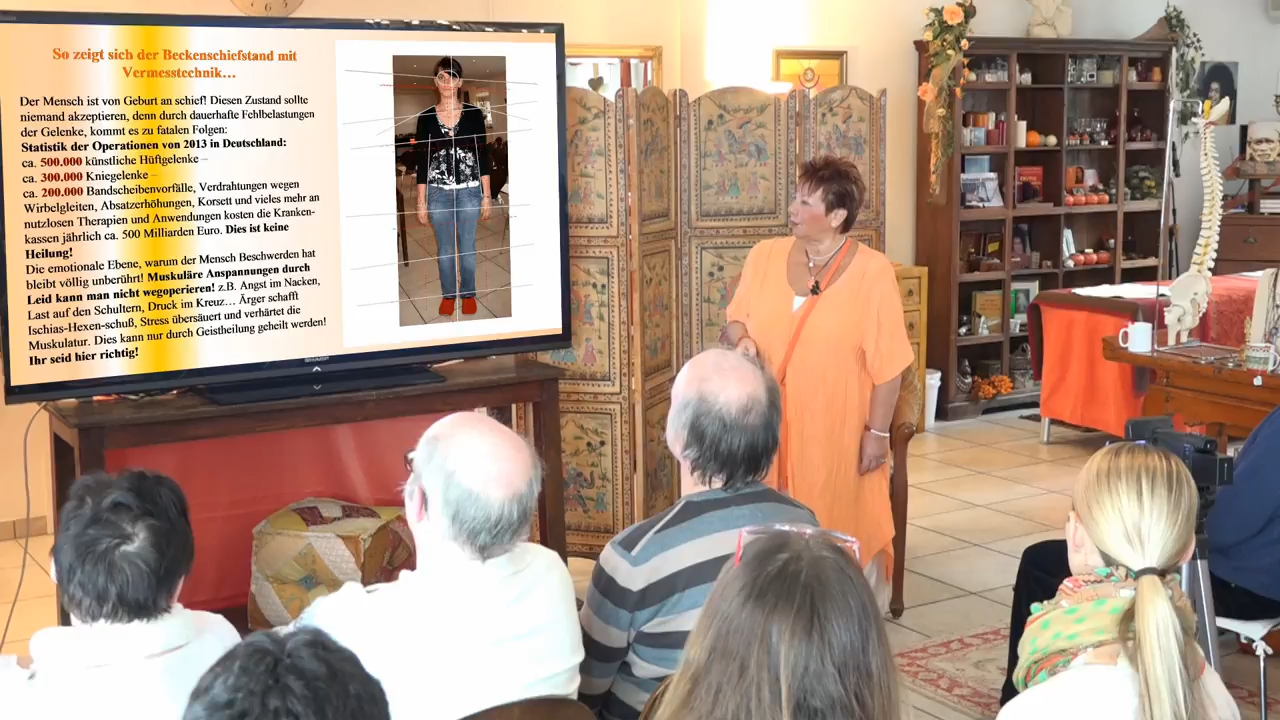 So zeigt sich der Beckenschiefstand mit
Vermesstechnik…
Der Mensch ist von Geburt an schief! Diesen Zustand sollte
niemand akzeptieren, denn durch dauerhafte Fehlbelastungen
der Gelenke, kommt es zu fatalen Folgen:
Statistik der Operationen von 2013 in Deutschland:
ca. 500.000 künstliche Hüftgelenke –
ca. 300.000 Kniegelenke –
ca. 200.000 Bandscheibenvorfälle, Verdrahtungen wegen
Wirbelgleiten, Absatzerhöhungen, Korsett und vieles mehr an
nutzlosen Therapien und Anwendungen kosten die Kranken-
kassen jährlich ca. 500 Milliarden Euro. Dies ist keine
Heilung!
Die emotionale Ebene, warum der Mensch Beschwerden hat
bleibt völlig unberührt! Muskuläre Anspannungen durch
Leid kann man nicht wegoperieren! z.B. Angst im Nacken,
Last auf den Schultern, Druck im Kreuz… Ärger schafft
Ischias-Hexen-schuß, Stress übersäuert und verhärtet die
Muskulatur. Dies kann nur durch Geistheilung geheilt werden!
Ihr seid hier richtig!
SHARP